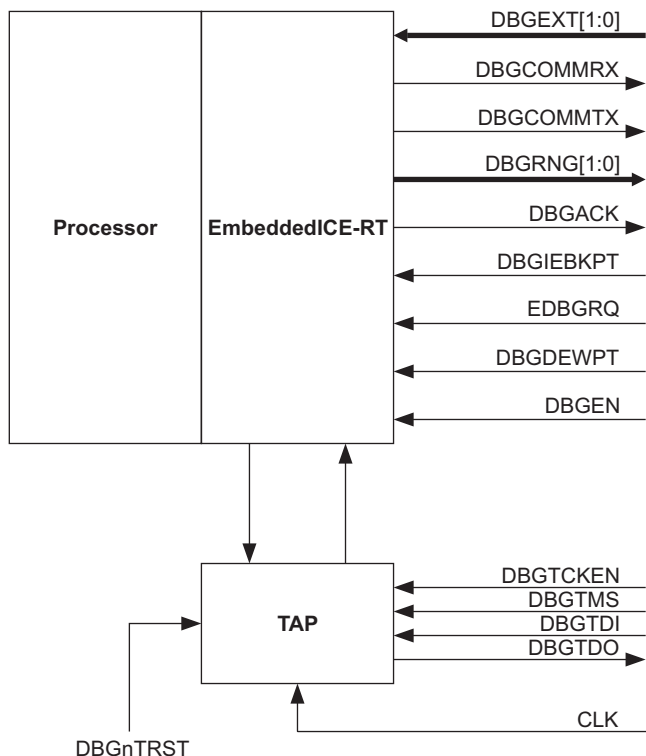 DBGEXT[1:0]
DBGCOMMRX
DBGCOMMTX
DBGRNG[1:0]
Processor
EmbeddedICE-RT
DBGACK
DBGIEBKPT
EDBGRQ
DBGDEWPT
DBGEN
DBGTCKEN
DBGTMS
TAP
DBGTDI
DBGTDO
CLK
DBGnTRST